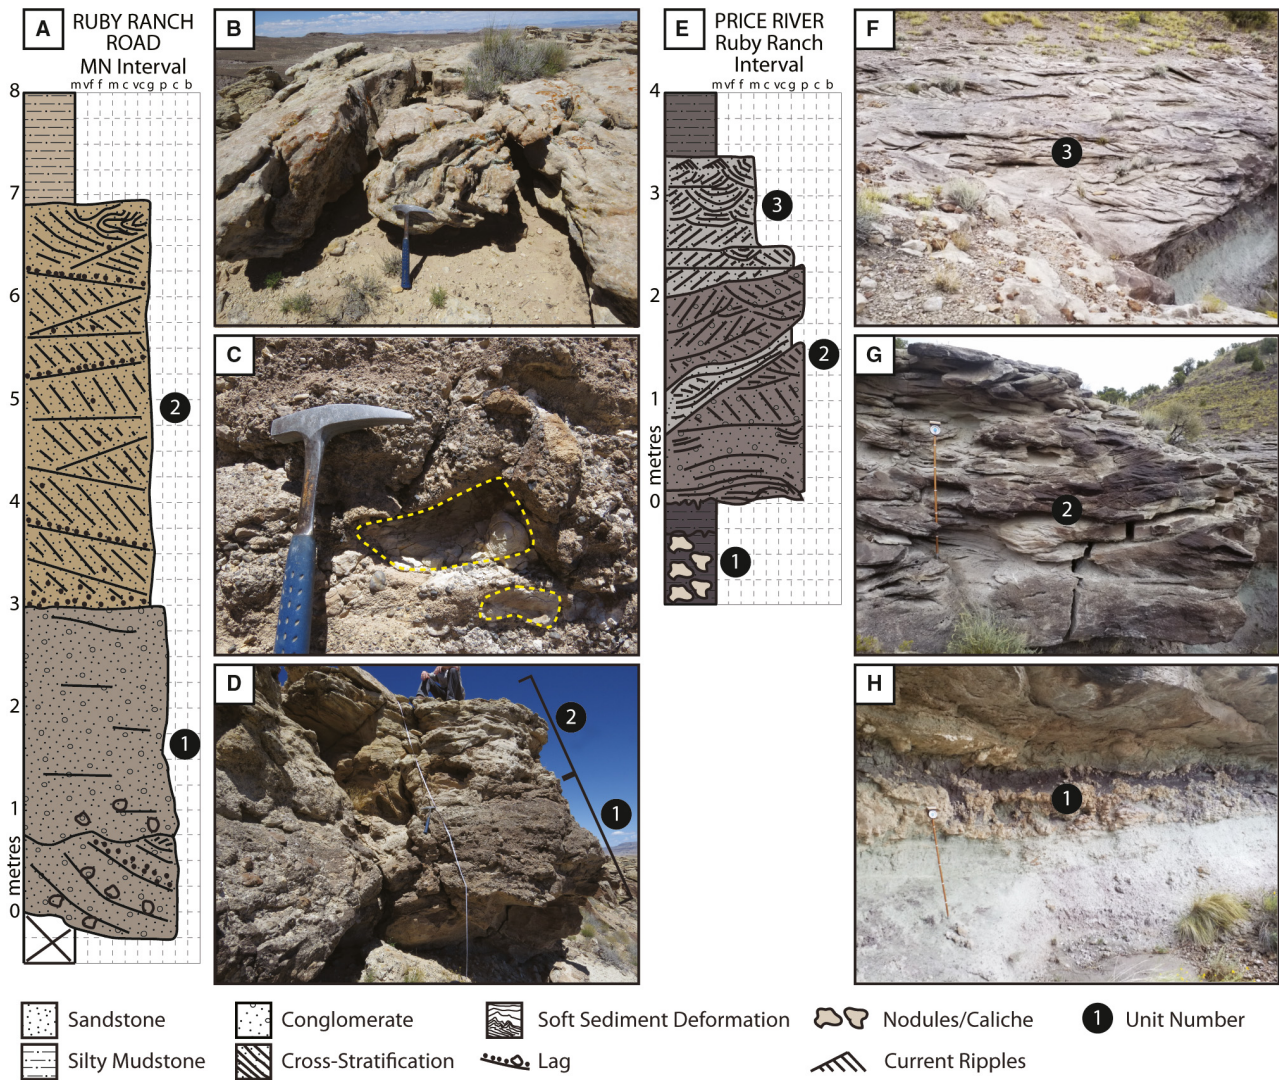 A
RUBY RANCH
ROAD
MN Interval
m vf f m c vc g p c b
8
7
6
5
4
3
2
1
0
metres
2
1
B
C
D
2
1
E
PRICE RIVER
Ruby Ranch
Interval
m vf f m c vc g p c b
4
3
2
1
0
metres
3
2
1
F
3
G
2
H
1
Sandstone
Conglomerate
Soft Sediment Deformation
Nodules/Caliche
1 Unit Number
Silty Mudstone
Cross-Stratification
Lag
Current Ripples